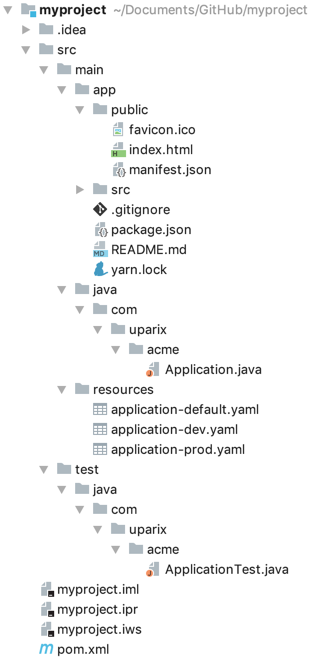 myproject ~/Documents/GitHub/myproject
.idea
src
main
app
public
favicon.ico
H index.html
manifest.json
src
.gitignore
package.json
MD README.md
yarn.lock
java
com
uparix
acme
Application.java
resources
application-default.yaml
application-dev.yaml
application-prod.yaml
test
java
com
uparix
acme
ApplicationTest.java
myproject.iml
myproject.ipr
myproject.iws
m pom.xml